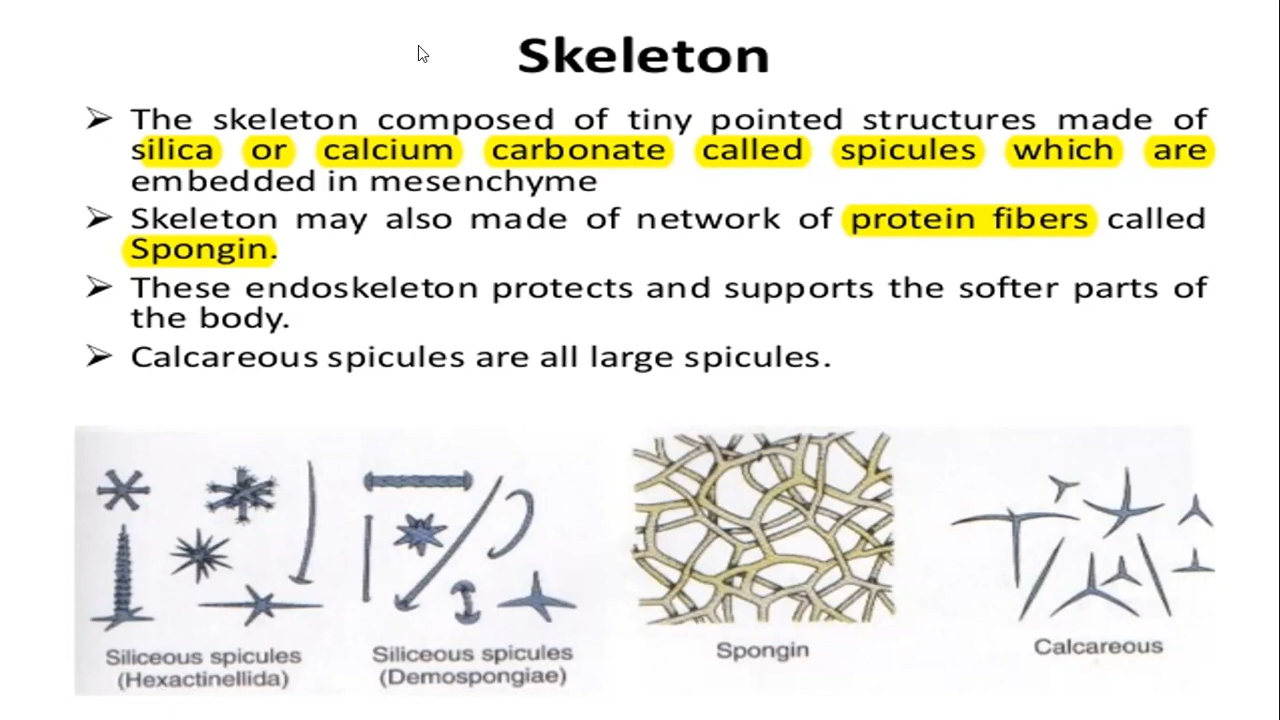 Skeleton
The skeleton composed of tiny pointed structures made of
silica or calcium carbonate called spicules which are
embedded in mesenchyme
Skeleton may also made of network of protein fibers called
Spongin.
These endoskeleton protects and supports the softer parts of
the body.
Calcareous spicules are all large spicules.
Siliceous spicules
(Hexactinellida)
Siliceous spicules
(Demospongiae)
Spongin
Calcareous